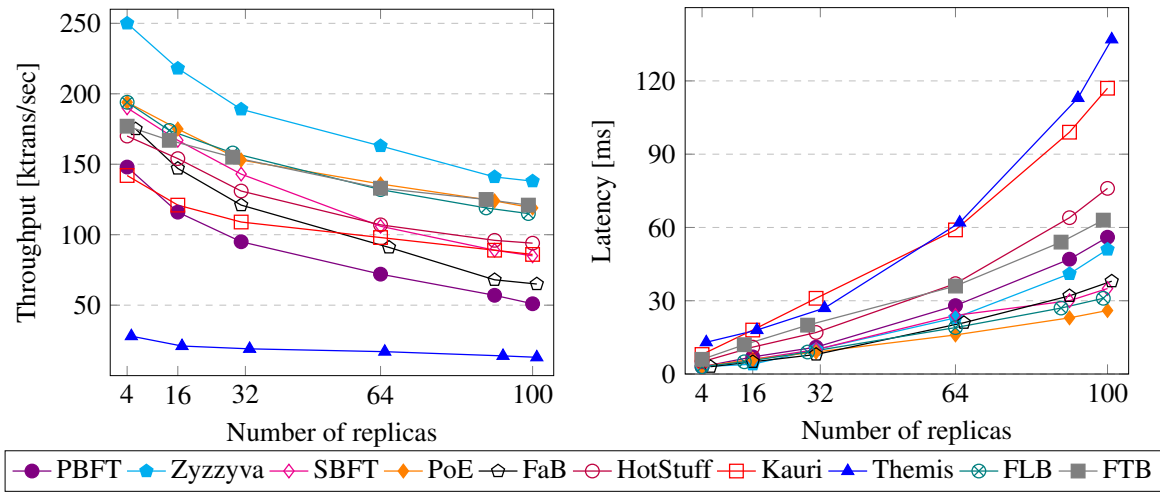 250
200
150
100
50
Throughput [ktrans/sec]
4 16 32 64 100
Number of replicas
120
90
60
30
0
Latency [ms]
4 16 32 64 100
Number of replicas
PBFT Zyzzyva SBFT PoE FaB HotStuff Kauri Themis FLB FTB